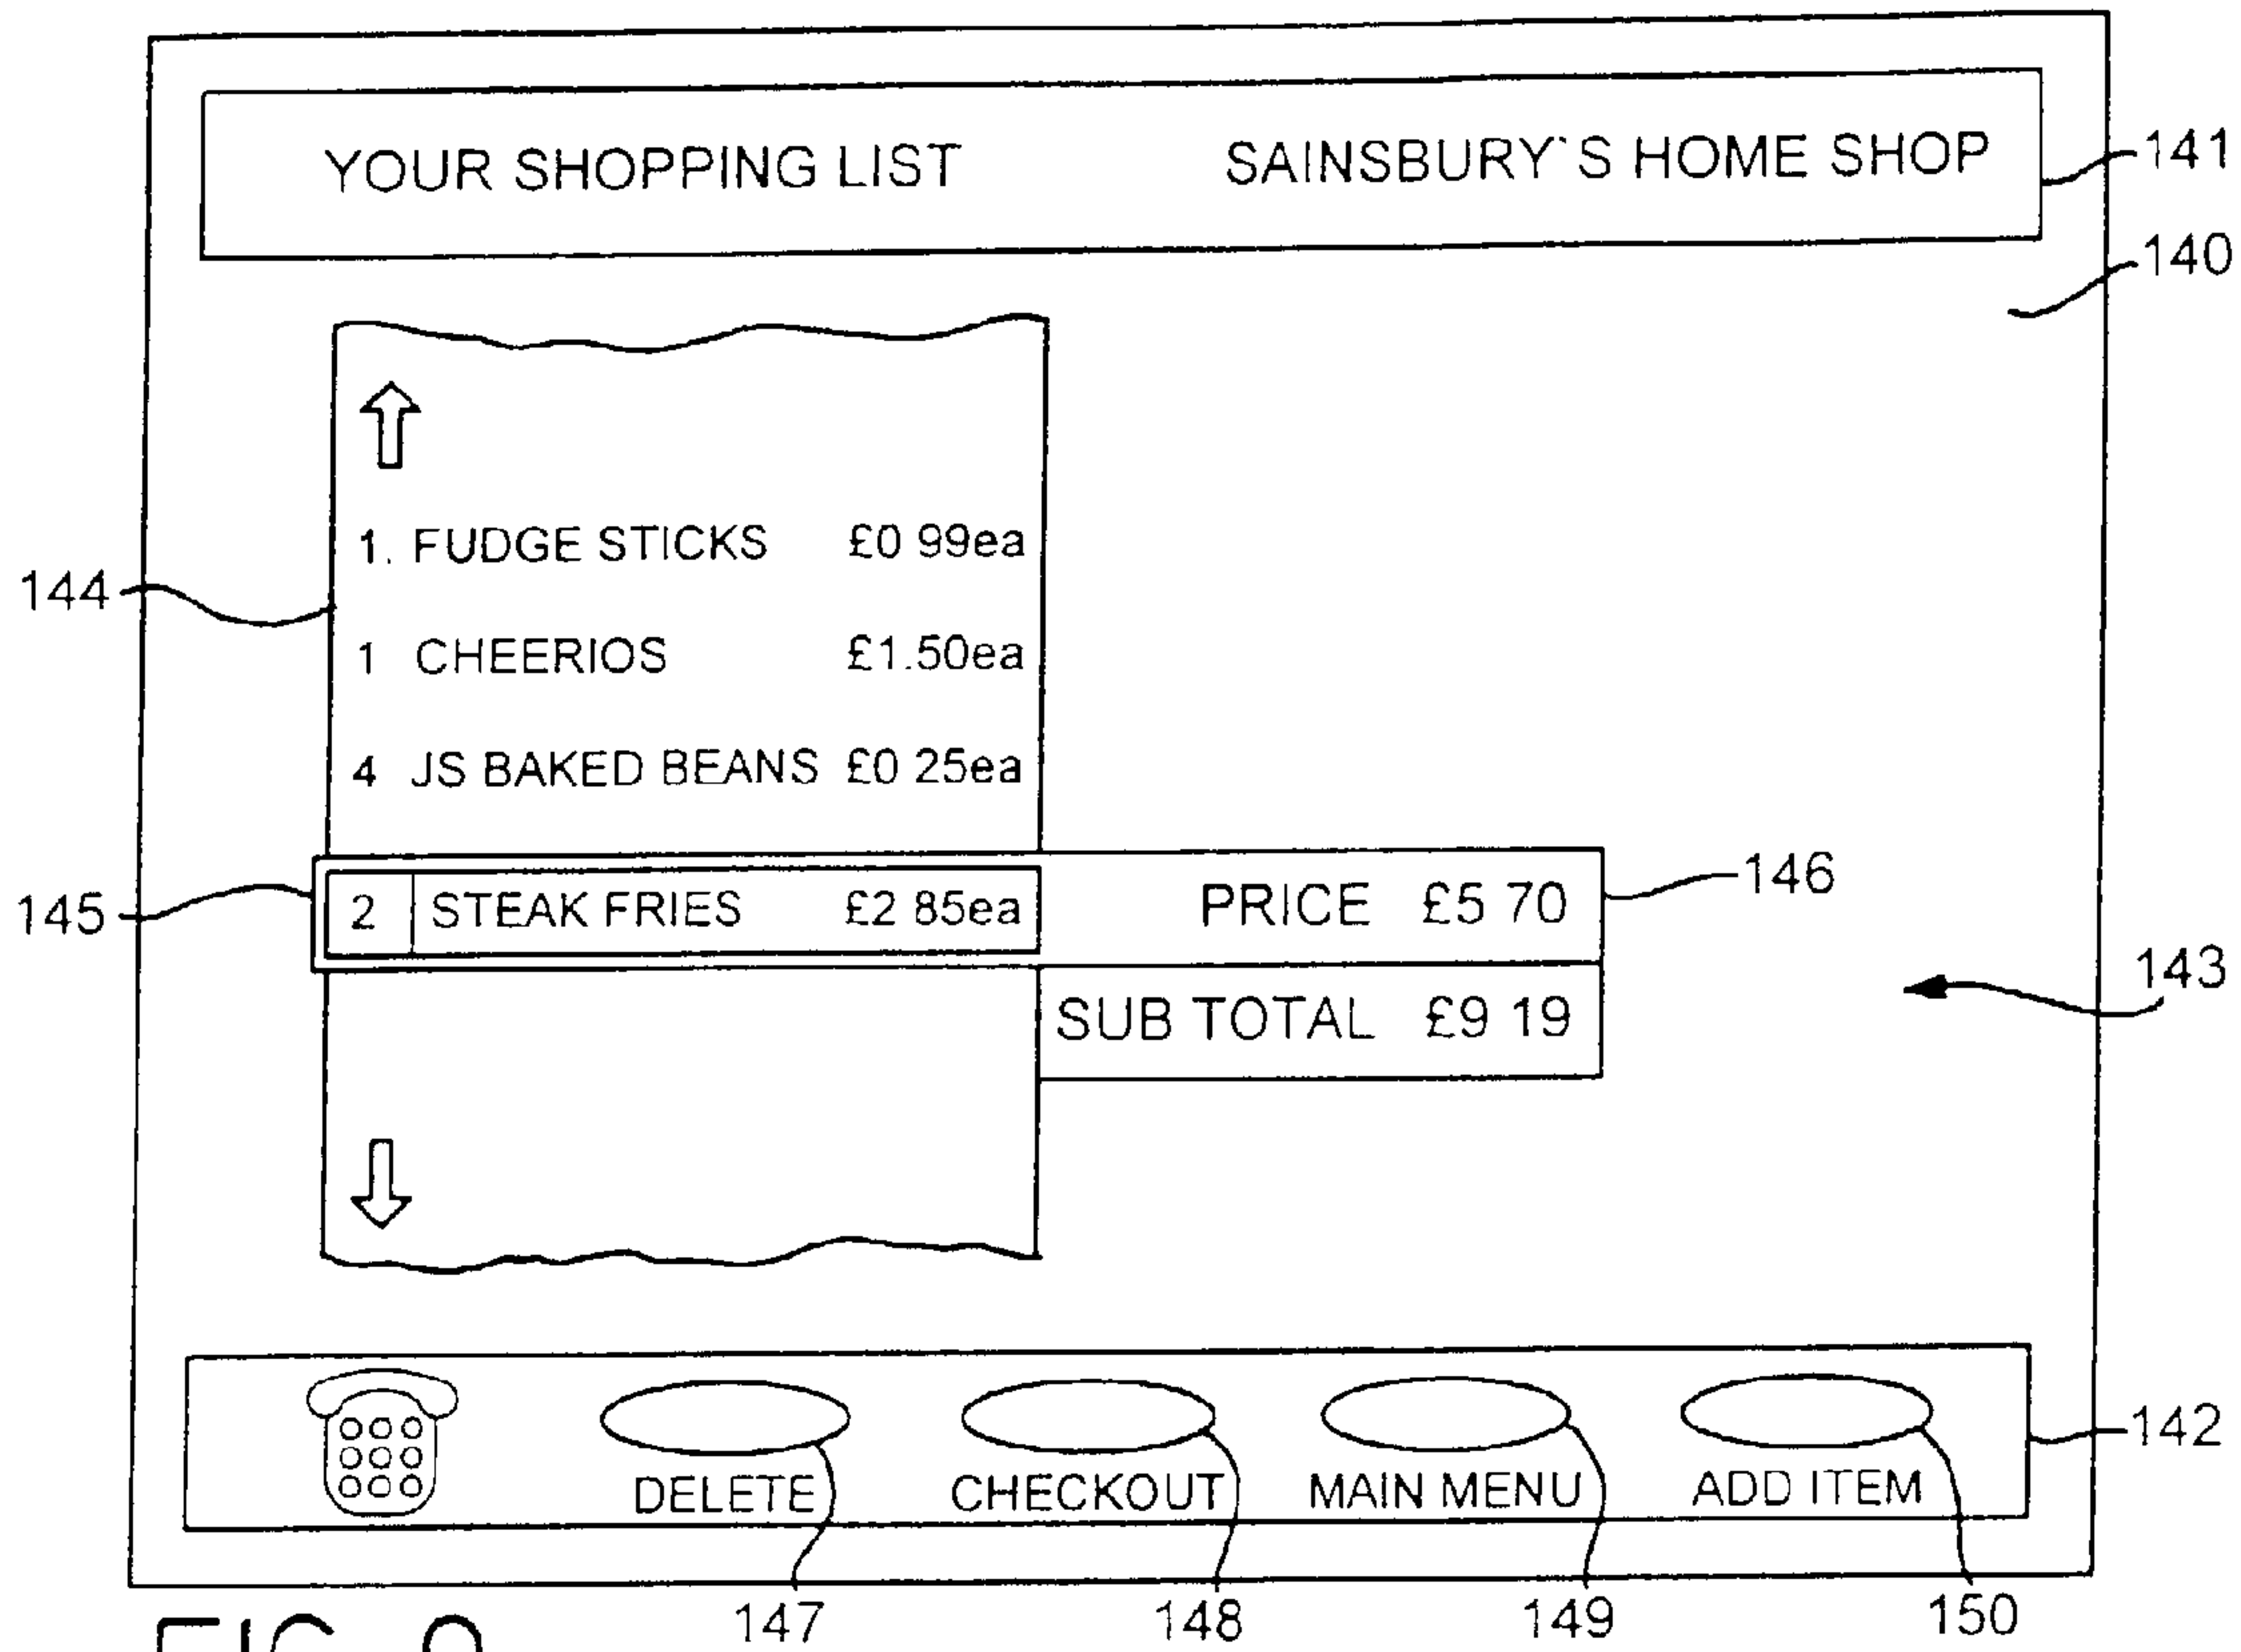 YOUR SHOPPING LIST SAINSBURY`S HOME SHOP
141
140
1. FUDGE STICKS £0 99ea
144
1 CHEERIOS £1.50ea
4 JS BAKED BEANS £0 25ea
145 2 STEAK FRIES £2 85ea PRICE £5 70 146
143
SUB TOTAL £9 19
142
DELETE CHECKOUT MAIN MENU ADD ITEM
147 148 149 150
FIG.